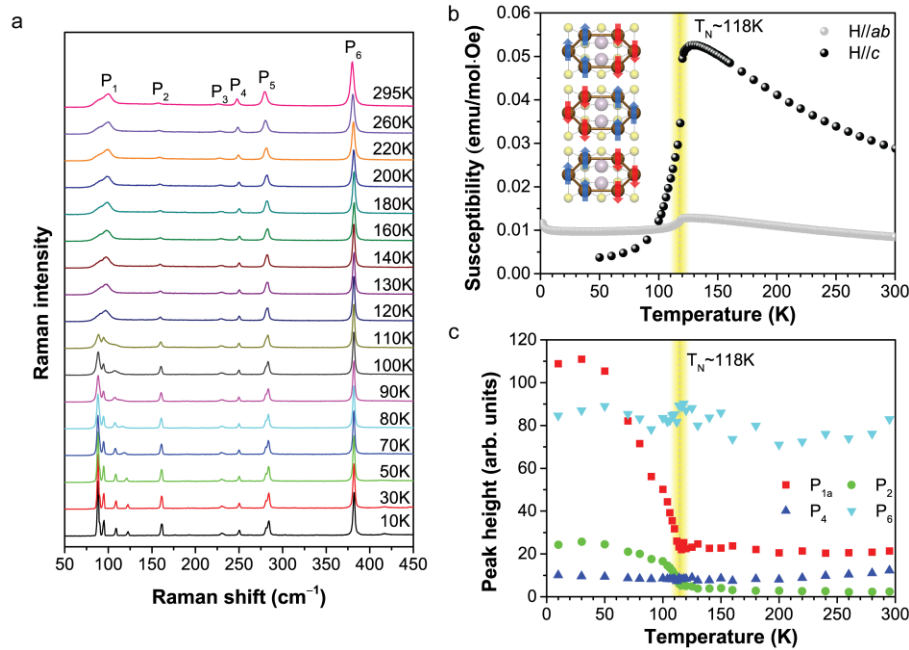 a
P₁
P₂
P₃
P₄
P₅
P₆
295K
260K
220K
200K
180K
160K
140K
130K
120K
110K
100K
90K
80K
70K
50K
30K
10K
Raman intensity
50 100 150 200 250 300 350 400 450
Raman shift (cm⁻¹)
b
T_N~118K
H//ab
H//c
0.06
0.05
0.04
0.03
0.02
0.01
0.00
Susceptibility (emu/mol·Oe)
0 50 100 150 200 250 300
Temperature (K)
c
T_N~118K
P₁ₐ
P₂
P₄
P₆
120
100
80
60
40
20
0
Peak height (arb. units)
0 50 100 150 200 250 300
Temperature (K)